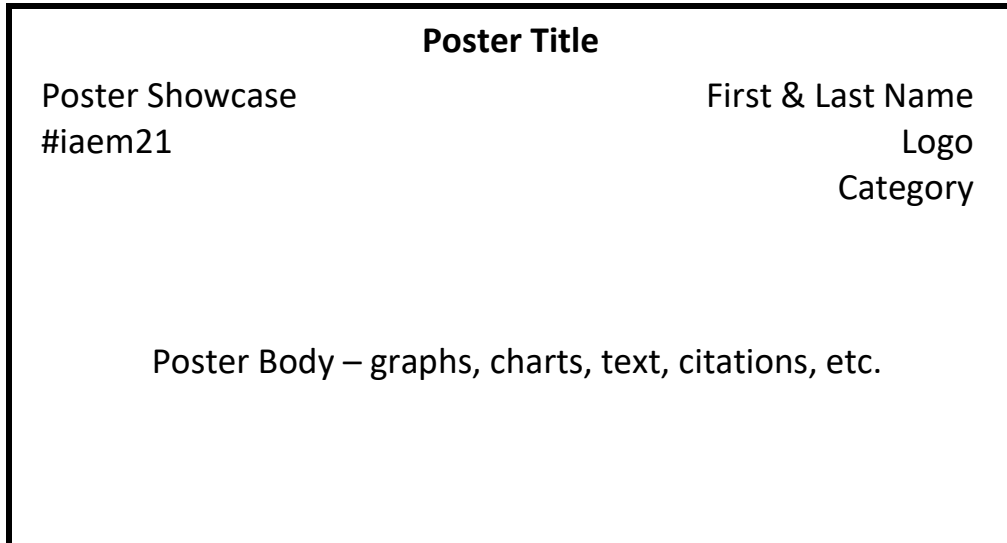 Poster Title
Poster Showcase
First & Last Name
#iaem21
Logo
Category
Poster Body – graphs, charts, text, citations, etc.